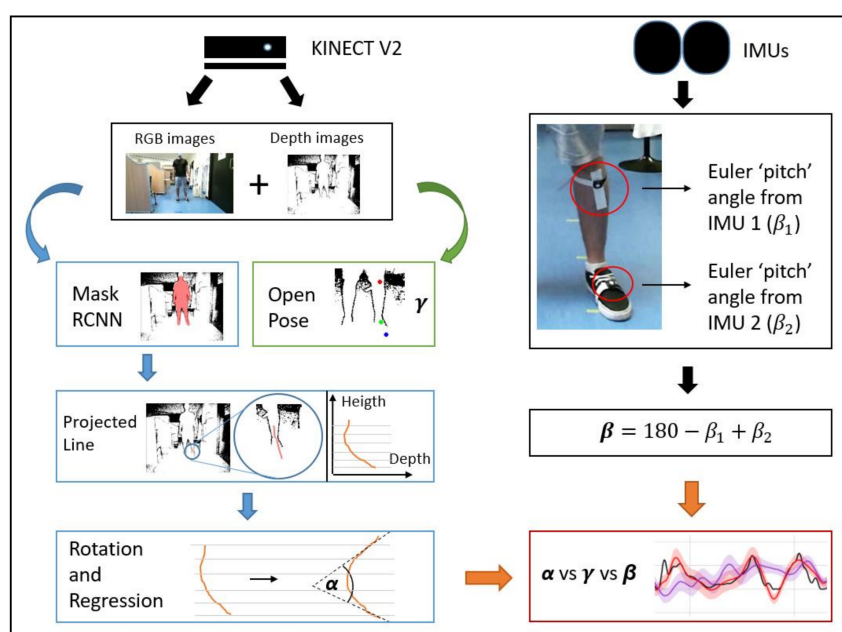 KINECT V2
IMUs
RGB images
Depth images
+
Euler ‘pitch’
angle from
IMU 1 (β₁)
Euler ‘pitch’
angle from
IMU 2 (β₂)
Mask
RCNN
Open
Pose
γ
Projected
Line
Heigth
Depth
β = 180 − β₁ + β₂
Rotation
and
Regression
α
α vs γ vs β